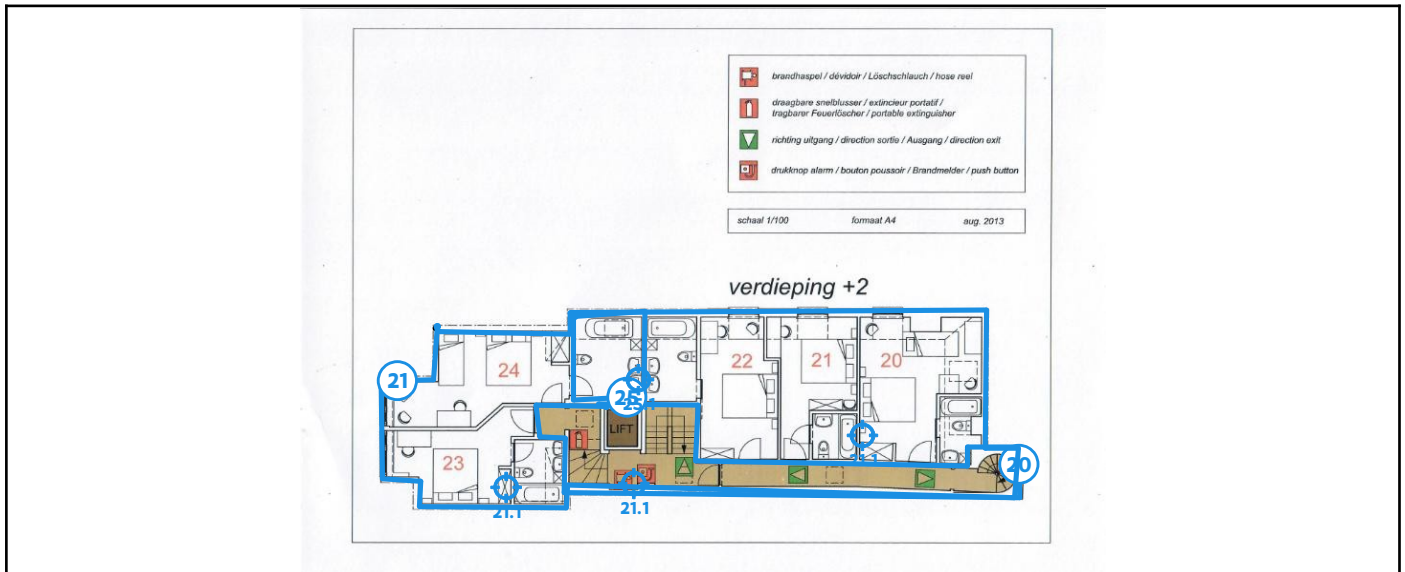 brandhaspel / dévidoir / Löschschlauch / hose reel
draagbare snelblusser / extincieur portatif /
tragbarer Feuerlöscher / portable extinguisher
richting uitgang / direction sortie / Ausgang / direction exit
drukknop alarm / bouton poussoir / Brandmelder / push button
schaal 1/100 formaat A4 aug. 2013
verdieping +2
24
22
21
20
21
LIFT
23
20
21.1
21.1